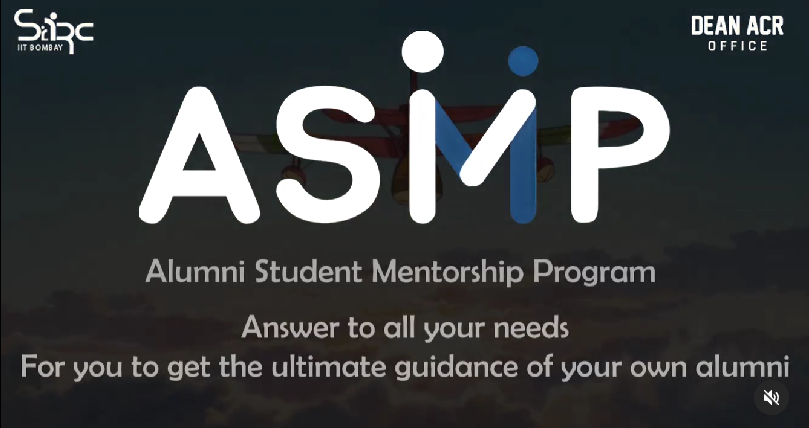 StARC
IIT BOMBAY
DEAN ACR
OFFICE
ASMP
Alumni Student Mentorship Program
Answer to all your needs
For you to get the ultimate guidance of your own alumni